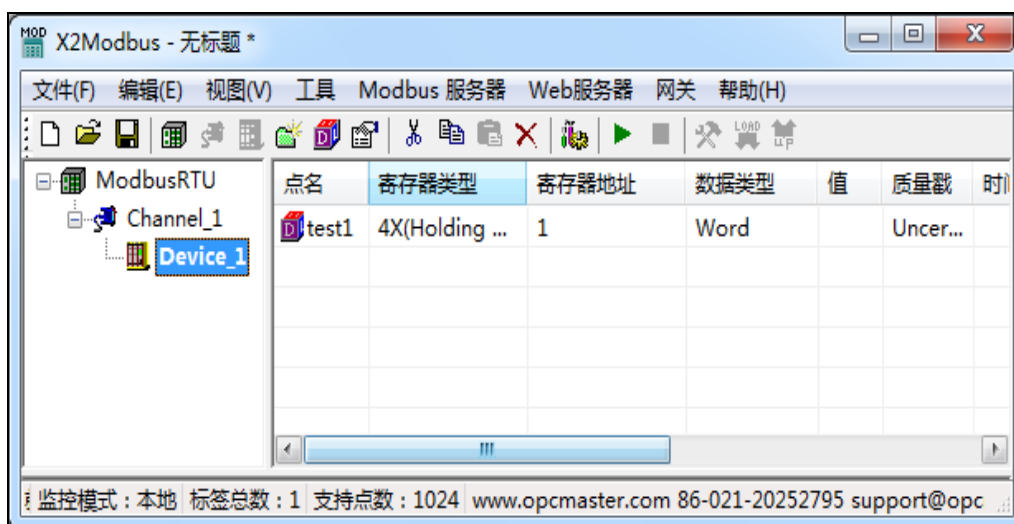 X2Modbus - 无标题 *
文件(F) 编辑(E) 视图(V) 工具 Modbus 服务器 Web服务器 网关 帮助(H)
ModbusRTU
Channel_1
Device_1
点名 寄存器类型 寄存器地址 数据类型 值 质量戳
test1 4X(Holding ... 1 Word Uncer...
监控模式：本地 标签总数：1 支持点数：1024 www.opcmaster.com 86-021-20252795 support@opc